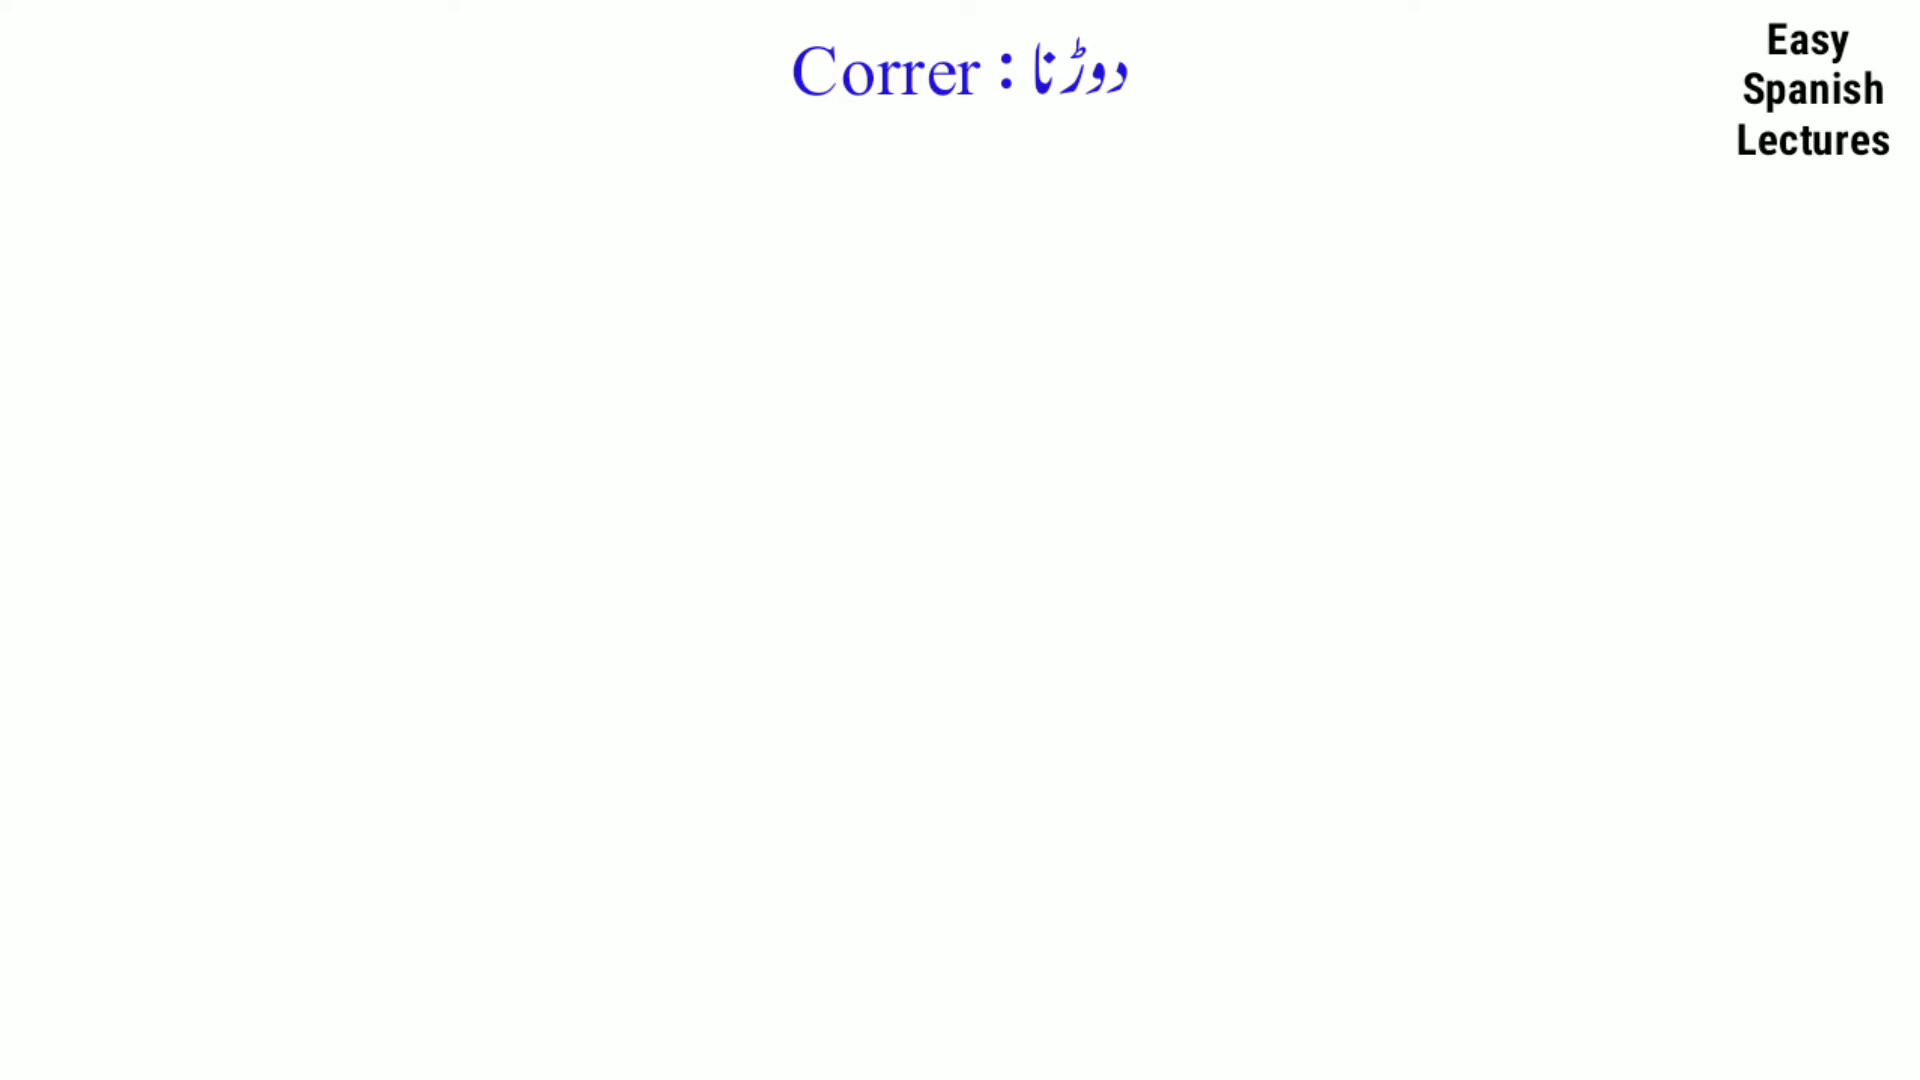 Correr : دوڑنا
Easy
Spanish
Lectures